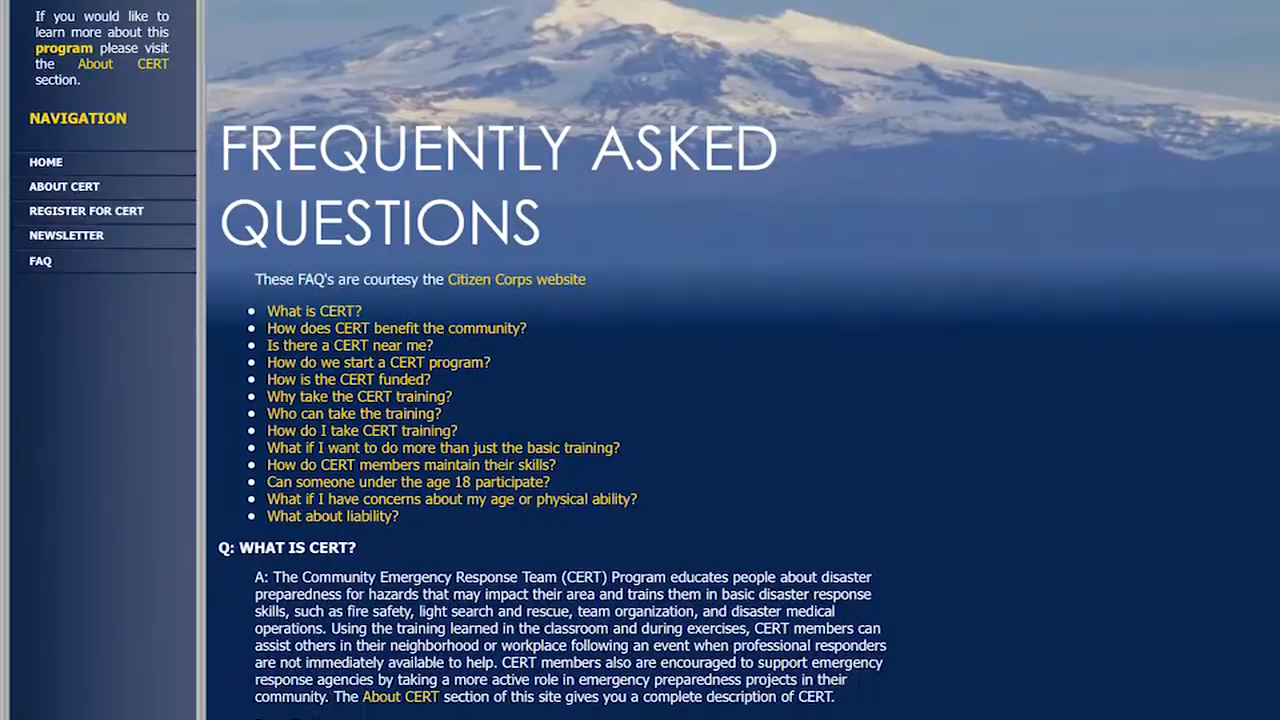 If you would like to
learn more about this
program please visit
the About CERT
section.
NAVIGATION
HOME
ABOUT CERT
REGISTER FOR CERT
NEWSLETTER
FAQ
FREQUENTLY ASKED
QUESTIONS
These FAQ's are courtesy the Citizen Corps website
• What is CERT?
• How does CERT benefit the community?
• Is there a CERT near me?
• How do we start a CERT program?
• How is the CERT funded?
• Why take the CERT training?
• Who can take the training?
• How do I take CERT training?
• What if I want to do more than just the basic training?
• How do CERT members maintain their skills?
• Can someone under the age 18 participate?
• What if I have concerns about my age or physical ability?
• What about liability?
Q: WHAT IS CERT?
A: The Community Emergency Response Team (CERT) Program educates people about disaster
preparedness for hazards that may impact their area and trains them in basic disaster response
skills, such as fire safety, light search and rescue, team organization, and disaster medical
operations. Using the training learned in the classroom and during exercises, CERT members can
assist others in their neighborhood or workplace following an event when professional responders
are not immediately available to help. CERT members also are encouraged to support emergency
response agencies by taking a more active role in emergency preparedness projects in their
community. The About CERT section of this site gives you a complete description of CERT.